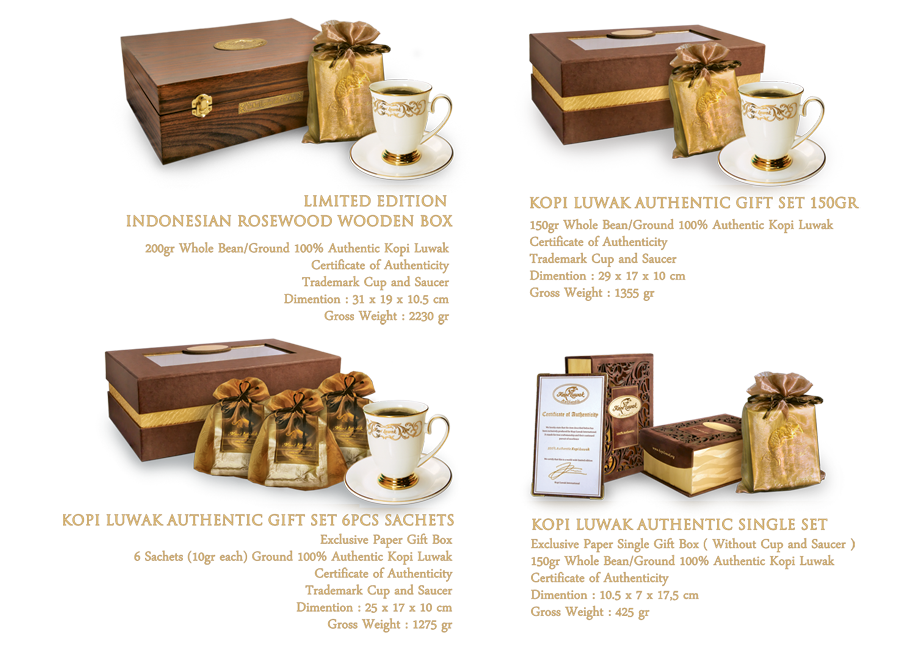 LIMITED EDITION
INDONESIAN ROSEWOOD WOODEN BOX
200gr Whole Bean/Ground 100% Authentic Kopi Luwak
Certificate of Authenticity
Trademark Cup and Saucer
Dimention : 31 x 19 x 10.5 cm
Gross Weight : 2230 gr
KOPI LUWAK AUTHENTIC GIFT SET 150GR
150gr Whole Bean/Ground 100% Authentic Kopi Luwak
Certificate of Authenticity
Trademark Cup and Saucer
Dimention : 29 x 17 x 10 cm
Gross Weight : 1355 gr
KOPI LUWAK AUTHENTIC GIFT SET 6PCS SACHETS
Exclusive Paper Gift Box
6 Sachets (10gr each) Ground 100% Authentic Kopi Luwak
Certificate of Authenticity
Trademark Cup and Saucer
Dimention : 25 x 17 x 10 cm
Gross Weight : 1275 gr
Kopi Luwak
Certificate of Authenticity
Kopi Luwak
KOPI LUWAK AUTHENTIC SINGLE SET
Exclusive Paper Single Gift Box ( Without Cup and Saucer )
150gr Whole Bean/Ground 100% Authentic Kopi Luwak
Certificate of Authenticity
Dimention : 10.5 x 7 x 17,5 cm
Gross Weight : 425 gr